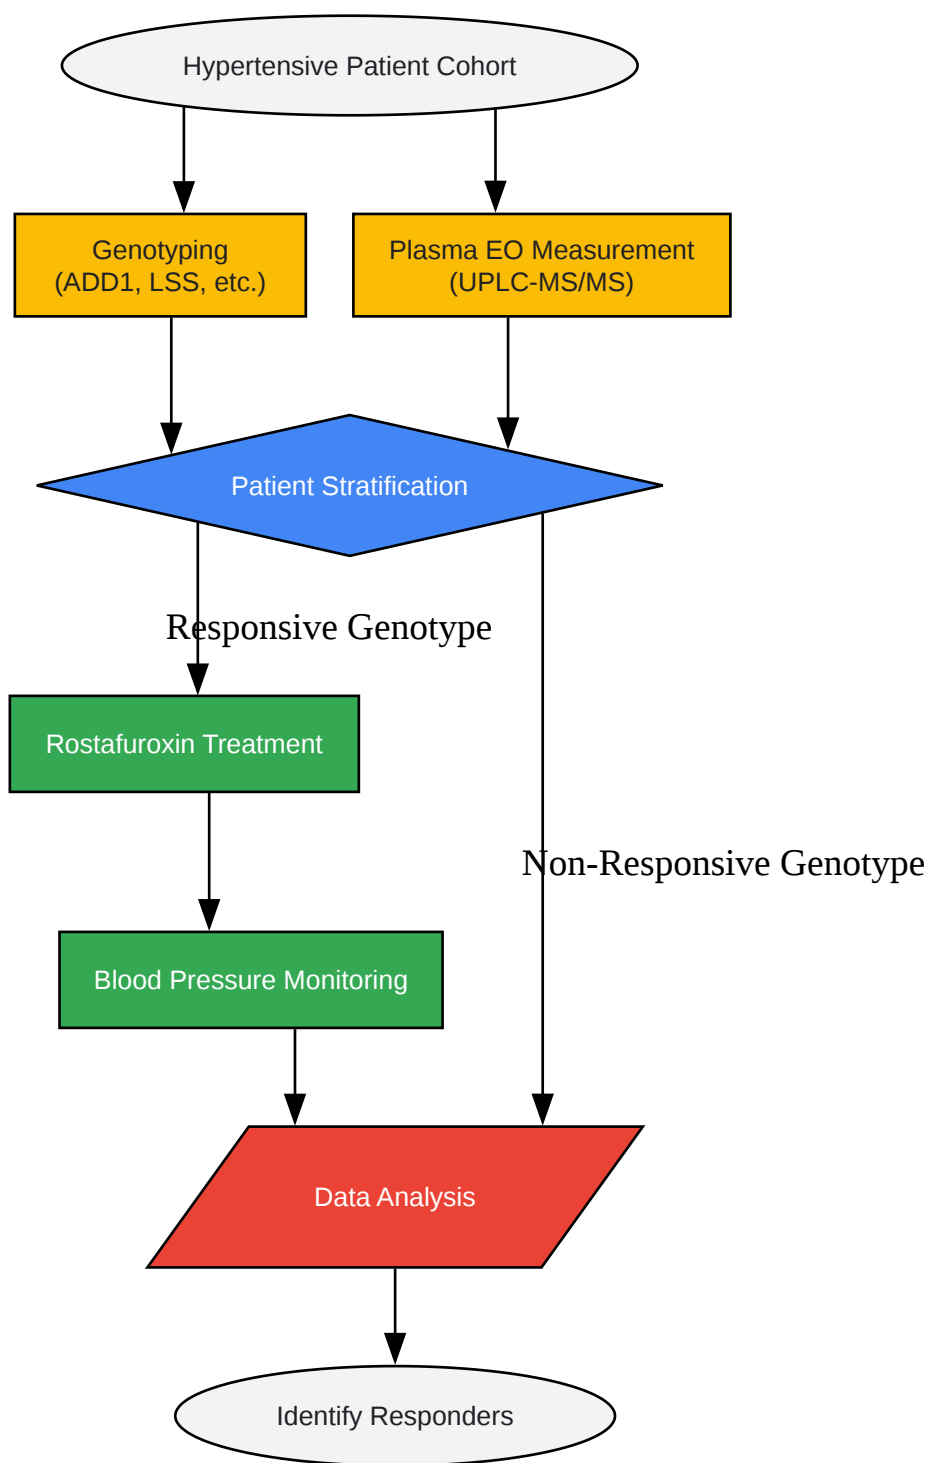 Hypertensive Patient Cohort
Genotyping
(ADD1, LSS, etc.)
Plasma EO Measurement
(UPLC-MS/MS)
Patient Stratification
Responsive Genotype
Rostafuroxin Treatment
Non-Responsive Genotype
Blood Pressure Monitoring
Data Analysis
Identify Responders